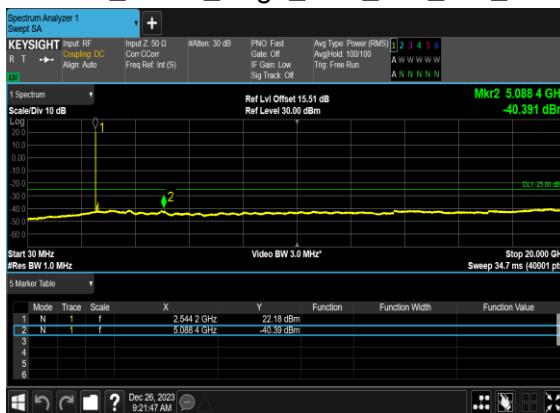 Spectrum Analyzer 1
Swept SA
KEYSIGHT Input: RF Input Z: 50 Ω #Atten: 30 dB PNO: Fast Avg Type: Power (RMS) 1 2 3 4 5 6
R T Coupling: DC Corr CCorr Gate: Off Avg|Hold: 100/100 A W W W W W
Align: Auto Freq Ref: Int (S) IF Gain: Low Trig: Free Run
LU Sig Track: Off A N N N N N
1 Spectrum Ref Lvl Offset 15.51 dB Mkr2 5.088 4 GH
Scale/Div 10 dB Ref Level 30.00 dBm -40.391 dBr
Log
1
20.0
10.0
0.00
-10.0
-20.0
DL1 -25.00 dB
-30.0
2
-40.0
-50.0
-60.0
Start 30 MHz Video BW 3.0 MHz* Stop 20.000 GH
#Res BW 1.0 MHz Sweep 34.7 ms (40001 pt
5 Marker Table
Mode Trace Scale X Y Function Function Width Function Value
1 N 1 f 2.544 2 GHz 22.18 dBm
2 N 1 f 5.088 4 GHz -40.39 dBm
3
4
5
6
? Dec 26, 2023
9:21:47 AM